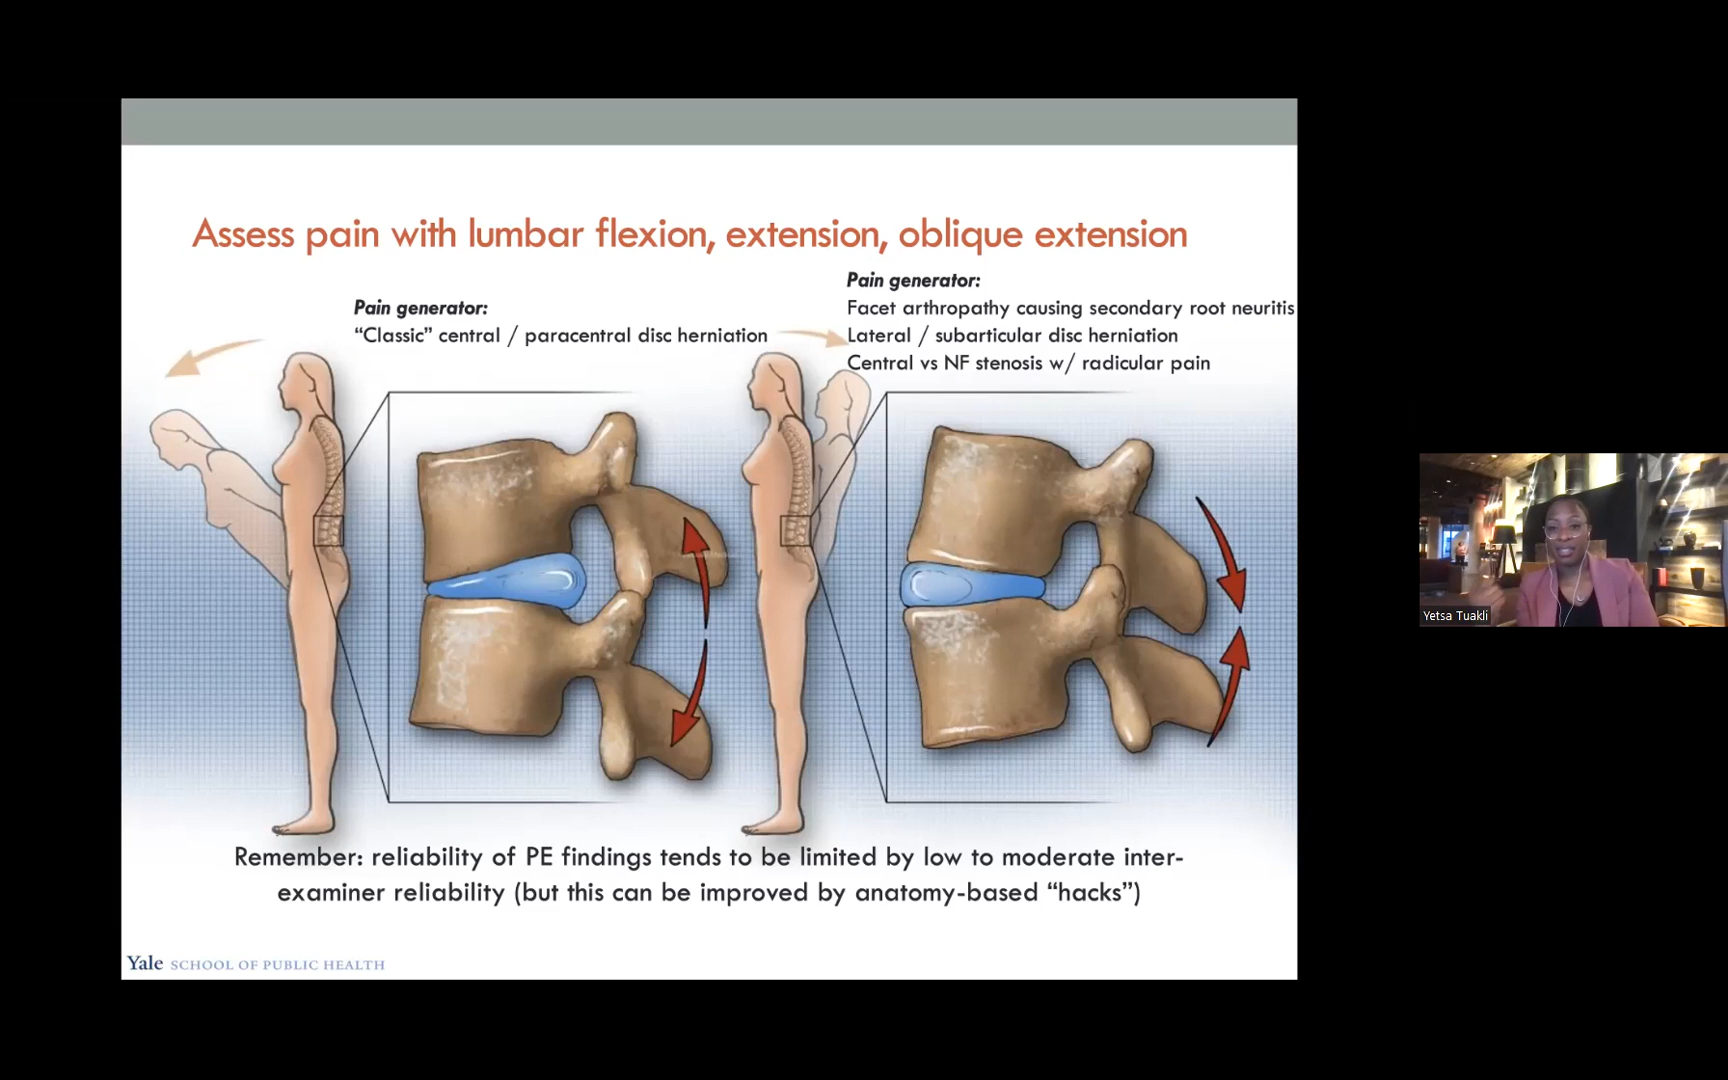 Assess pain with lumbar flexion, extension, oblique extension
Pain generator:
“Classic” central / paracentral disc herniation
Pain generator:
Facet arthropathy causing secondary root neuritis
Lateral / subarticular disc herniation
Central vs NF stenosis w/ radicular pain
Remember: reliability of PE findings tends to be limited by low to moderate inter-
examiner reliability (but this can be improved by anatomy-based “hacks”)
Yale SCHOOL OF PUBLIC HEALTH
Yetsa Tuakli